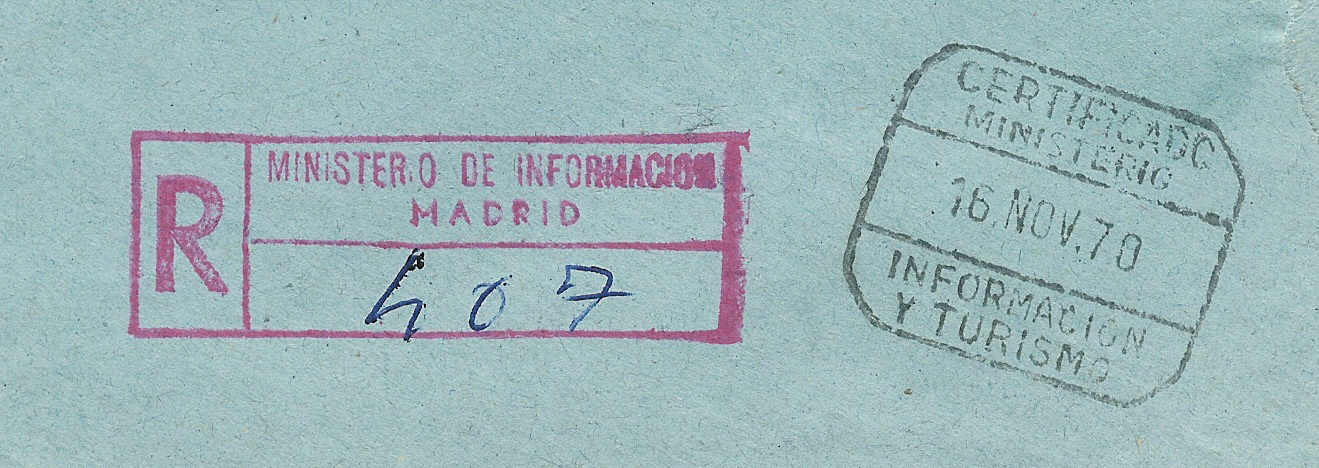 R
MINISTERIO DE INFORMACION
MADRID
407
CERTIFICADO
MINISTERIO
16.NOV.70
INFORMACION
Y TURISMO